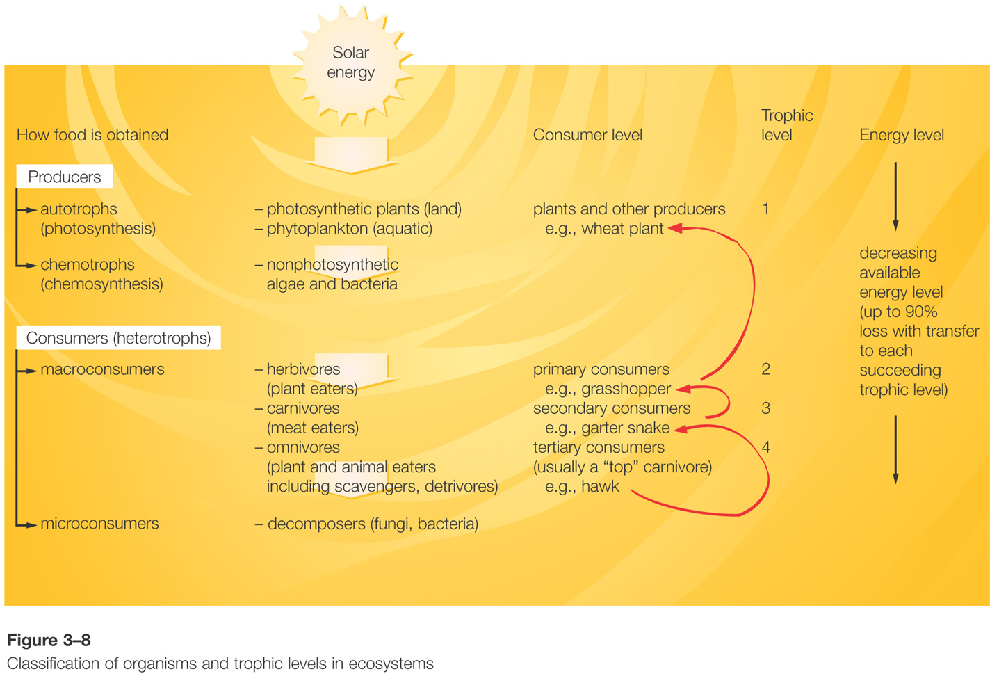 Solar
energy
How food is obtained
Consumer level
Trophic
level
Energy level
Producers
autotrophs
(photosynthesis)
– photosynthetic plants (land)
– phytoplankton (aquatic)
plants and other producers
e.g., wheat plant
1
chemotrophs
(chemosynthesis)
– nonphotosynthetic
algae and bacteria
decreasing
available
energy level
(up to 90%
loss with transfer
to each
succeeding
trophic level)
Consumers (heterotrophs)
macroconsumers
– herbivores
(plant eaters)
– carnivores
(meat eaters)
– omnivores
(plant and animal eaters
including scavengers, detrivores)
primary consumers
e.g., grasshopper
2
secondary consumers
e.g., garter snake
3
tertiary consumers
(usually a “top” carnivore)
e.g., hawk
4
microconsumers
– decomposers (fungi, bacteria)
Figure 3–8
Classification of organisms and trophic levels in ecosystems